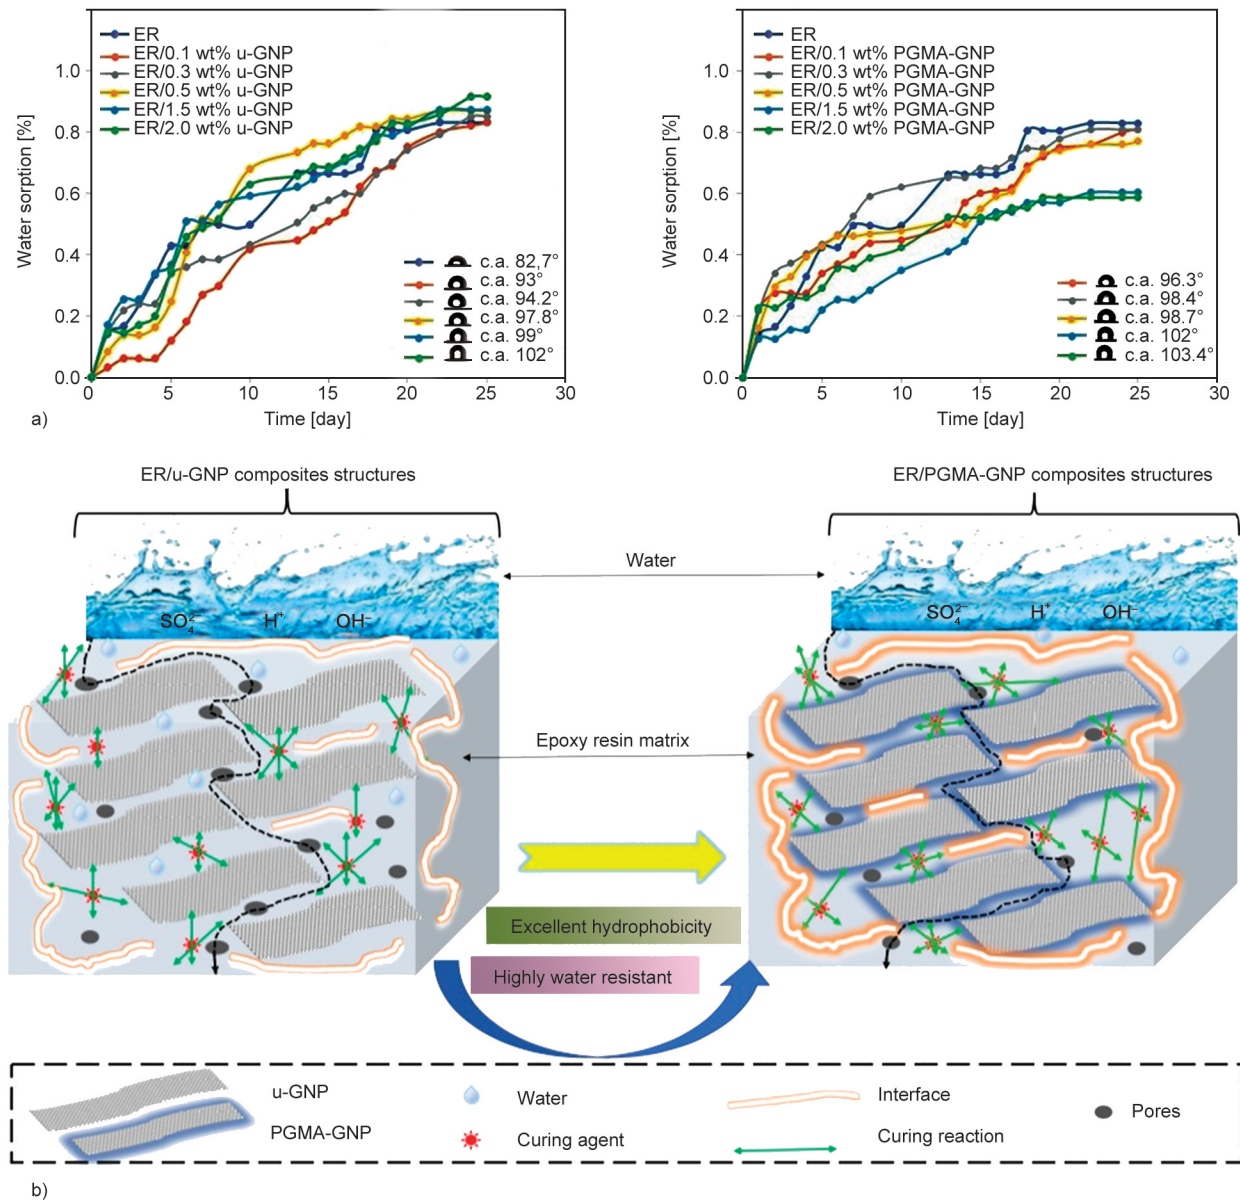 ER
ER/0.1 wt% u-GNP
ER/0.3 wt% u-GNP
ER/0.5 wt% u-GNP
ER/1.5 wt% u-GNP
ER/2.0 wt% u-GNP
1.0
0.8
0.6
0.4
0.2
0.0
Water sorption [%]
c.a. 82,7°
c.a. 93°
c.a. 94.2°
c.a. 97.8°
c.a. 99°
c.a. 102°
0 5 10 15 20 25 30
Time [day]
ER
ER/0.1 wt% PGMA-GNP
ER/0.3 wt% PGMA-GNP
ER/0.5 wt% PGMA-GNP
ER/1.5 wt% PGMA-GNP
ER/2.0 wt% PGMA-GNP
1.0
0.8
0.6
0.4
0.2
0.0
Water sorption [%]
c.a. 96.3°
c.a. 98.4°
c.a. 98.7°
c.a. 102°
c.a. 103.4°
0 5 10 15 20 25 30
Time [day]
a)
ER/u-GNP composites structures
ER/PGMA-GNP composites structures
Water
SO₄²⁻ H⁺ OH⁻
SO₄²⁻ H⁺ OH⁻
Epoxy resin matrix
Excellent hydrophobicity
Highly water resistant
u-GNP
PGMA-GNP
Water
Curing agent
Interface
Curing reaction
Pores
b)